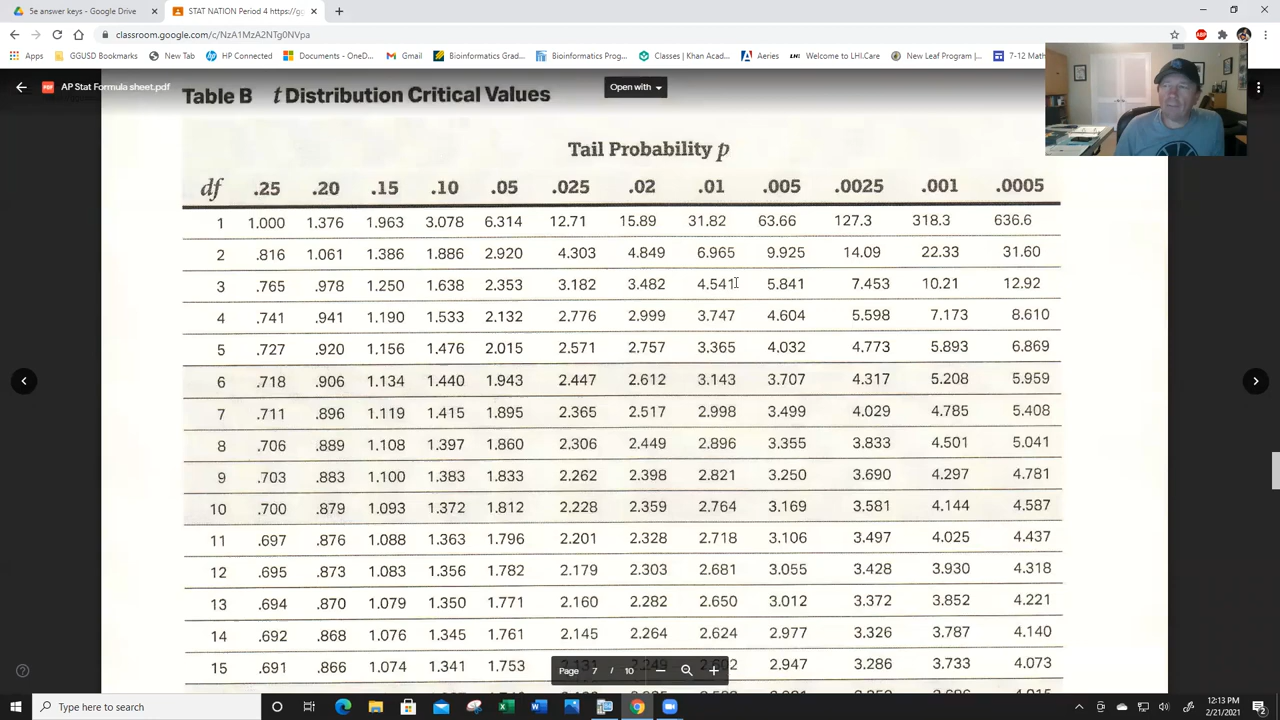 5e answer keys - Google Drive
STAT NATION Period 4 https://g
classroom.google.com/c/NzA1MzA2NTg0NVpa
Apps GGUSD Bookmarks New Tab HP Connected Documents - OneD... Gmail Bioinformatics Grad... Bioinformatics Prog... Classes | Khan Acad... Aeries LHI. Welcome to LHI.Care New Leaf Program |... 7-12 Math
AP Stat Formula sheet.pdf
Open with
Table B t Distribution Critical Values
Tail Probability p
df .25 .20 .15 .10 .05 .025 .02 .01 .005 .0025 .001 .0005
1 1.000 1.376 1.963 3.078 6.314 12.71 15.89 31.82 63.66 127.3 318.3 636.6
2 .816 1.061 1.386 1.886 2.920 4.303 4.849 6.965 9.925 14.09 22.33 31.60
3 .765 .978 1.250 1.638 2.353 3.182 3.482 4.541 5.841 7.453 10.21 12.92
4 .741 .941 1.190 1.533 2.132 2.776 2.999 3.747 4.604 5.598 7.173 8.610
5 .727 .920 1.156 1.476 2.015 2.571 2.757 3.365 4.032 4.773 5.893 6.869
6 .718 .906 1.134 1.440 1.943 2.447 2.612 3.143 3.707 4.317 5.208 5.959
7 .711 .896 1.119 1.415 1.895 2.365 2.517 2.998 3.499 4.029 4.785 5.408
8 .706 .889 1.108 1.397 1.860 2.306 2.449 2.896 3.355 3.833 4.501 5.041
9 .703 .883 1.100 1.383 1.833 2.262 2.398 2.821 3.250 3.690 4.297 4.781
10 .700 .879 1.093 1.372 1.812 2.228 2.359 2.764 3.169 3.581 4.144 4.587
11 .697 .876 1.088 1.363 1.796 2.201 2.328 2.718 3.106 3.497 4.025 4.437
12 .695 .873 1.083 1.356 1.782 2.179 2.303 2.681 3.055 3.428 3.930 4.318
13 .694 .870 1.079 1.350 1.771 2.160 2.282 2.650 3.012 3.372 3.852 4.221
14 .692 .868 1.076 1.345 1.761 2.145 2.264 2.624 2.977 3.326 3.787 4.140
15 .691 .866 1.074 1.341 1.753 2.947 3.286 3.733 4.073
Page 7 / 10
Type here to search
12:13 PM
2/21/2021